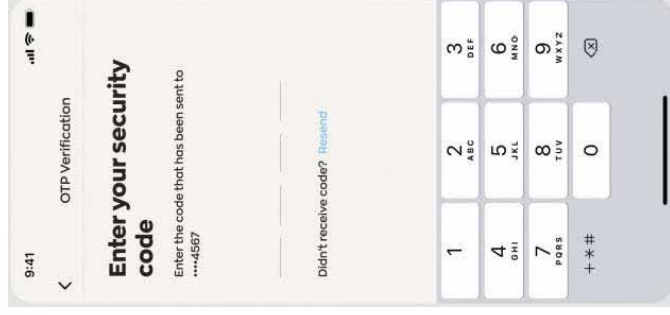 9:41
OTP Verification
Enter your security
code
Enter the code that has been sent to
••••4567
Didn't receive code? Resend
1
2
ABC
3
DEF
4
GHI
5
JKL
6
MNO
7
PQRS
8
TUV
9
WXYZ
+*#
0